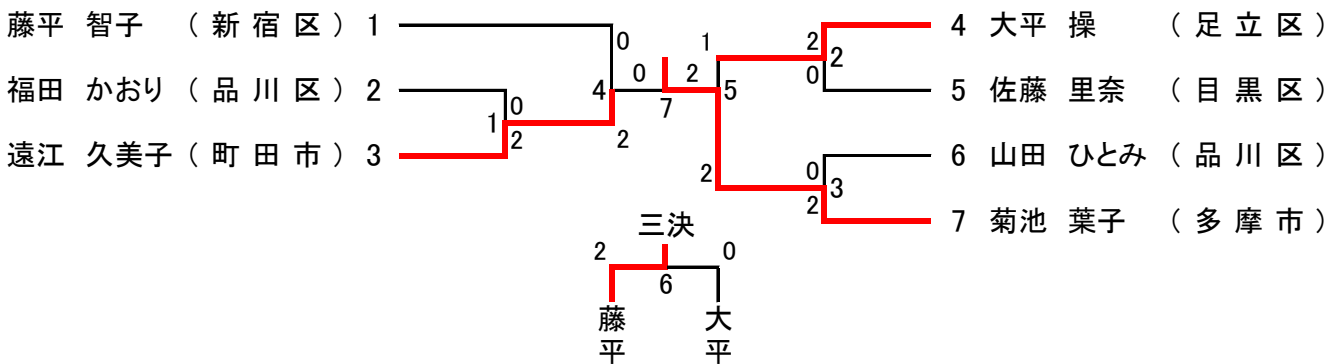 藤平 智子 (新宿区) 1
福田 かおり (品川区) 2
遠江 久美子 (町田市) 3
0
4
0
1
2
2
0
7
2
1
5
2
2
2
0
0
3
2
4 大平 操 (足立区)
5 佐藤 里奈 (目黒区)
6 山田 ひとみ (品川区)
7 菊池 葉子 (多摩市)
三決
2
0
6
藤平
大平